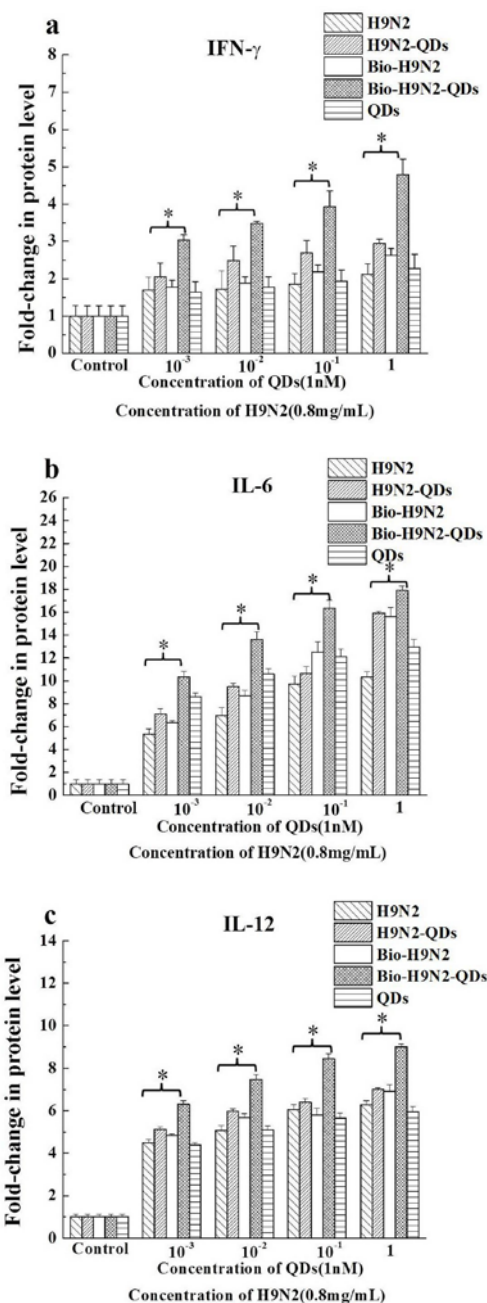 a
IFN-γ
H9N2
H9N2-QDs
Bio-H9N2
Bio-H9N2-QDs
QDs
Fold-change in protein level
8
7
6
5
4
3
2
1
0
*
*
*
*
Control
10-3
10-2
10-1
1
Concentration of QDs(1nM)
Concentration of H9N2(0.8mg/mL)
b
IL-6
H9N2
H9N2-QDs
Bio-H9N2
Bio-H9N2-QDs
QDs
Fold-change in protein level
26
24
22
20
18
16
14
12
10
8
6
4
2
0
*
*
*
*
Control
10-3
10-2
10-1
1
Concentration of QDs(1nM)
Concentration of H9N2(0.8mg/mL)
c
IL-12
H9N2
H9N2-QDs
Bio-H9N2
Bio-H9N2-QDs
QDs
Fold-change in protein level
14
12
10
8
6
4
2
0
*
*
*
*
Control
10-3
10-2
10-1
1
Concentration of QDs(1nM)
Concentration of H9N2(0.8mg/mL)